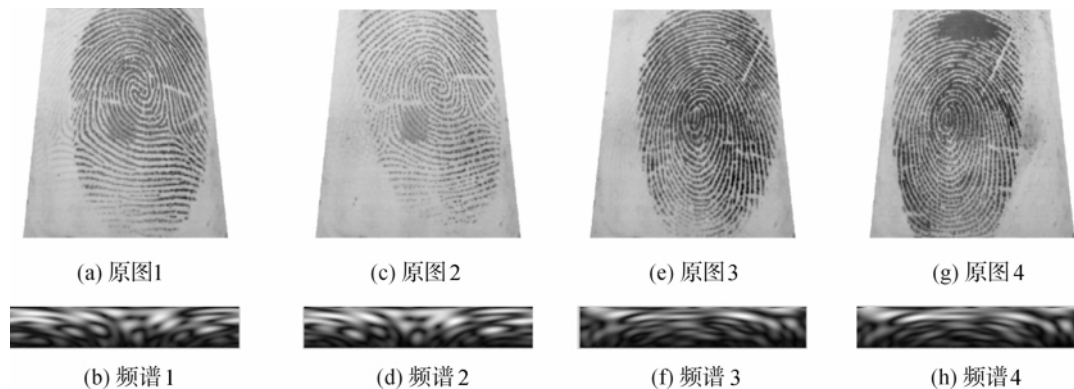 (a) 原图1
(c) 原图2
(e) 原图3
(g) 原图4
(b) 频谱1
(d) 频谱2
(f) 频谱3
(h) 频谱4